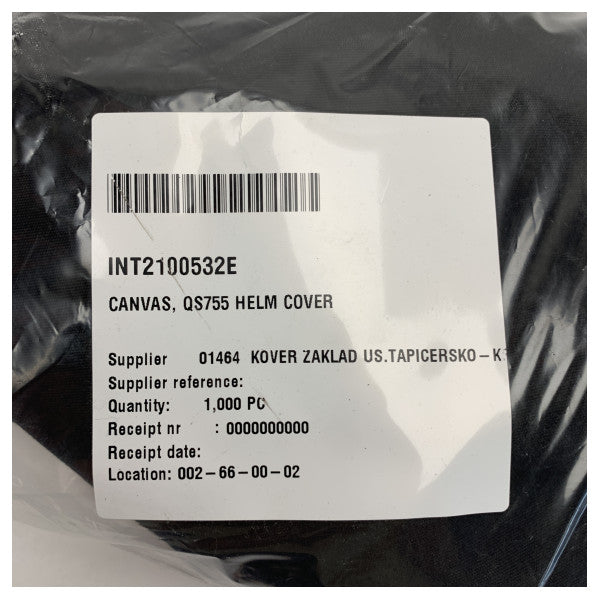 INT2100532E
CANVAS, QS755 HELM COVER
Supplier 01464 KOVER ZAKLAD US.TAPICERSKO-K
Supplier reference:
Quantity: 1,000 PC
Receipt nr : 0000000000
Receipt date:
Location: 002-66-00-02